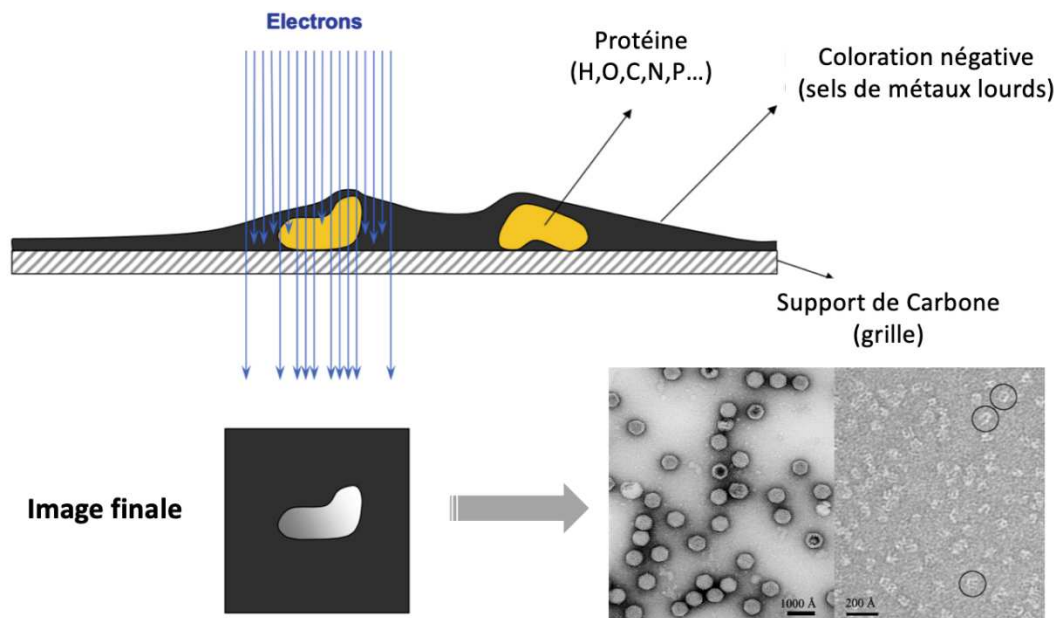 Electrons
Protéine
(H,O,C,N,P...)
Coloration négative
(sels de métaux lourds)
Support de Carbone
(grille)
Image finale
1000 Å
200 Å